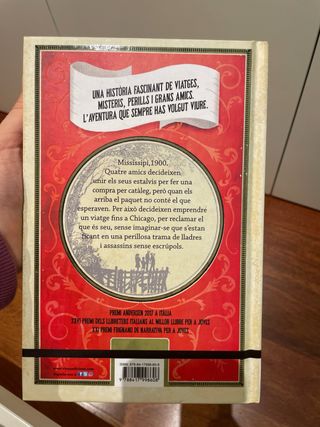 UNA HISTÒRIA FASCINANT DE VIATGES,
MISTERIS, PERILLS I GRANS AMICS.
L'AVENTURA QUE SEMPRE HAS VOLGUT VIURE.
Mississipí, 1900.
Quatre amics decideixen
unir els seus estalvis per fer una
compra per catàleg, però quan els
arriba el paquet no conté el que
esperaven. Per això decideixen emprendre
un viatge fins a Chicago, per reclamar el
que és seu, sense imaginar-se que s'estan
ficant en una perillosa trama de lladres
i assassins sense escrúpols.
PREMI ANDERSEN 2017 A ITÀLIA
PREMI DELS LLIBRETERS ITALIANS AL MILLOR LLIBRE PER A JOVES
PREMI FRIGNANO DE NARRATIVA PER A JOVES